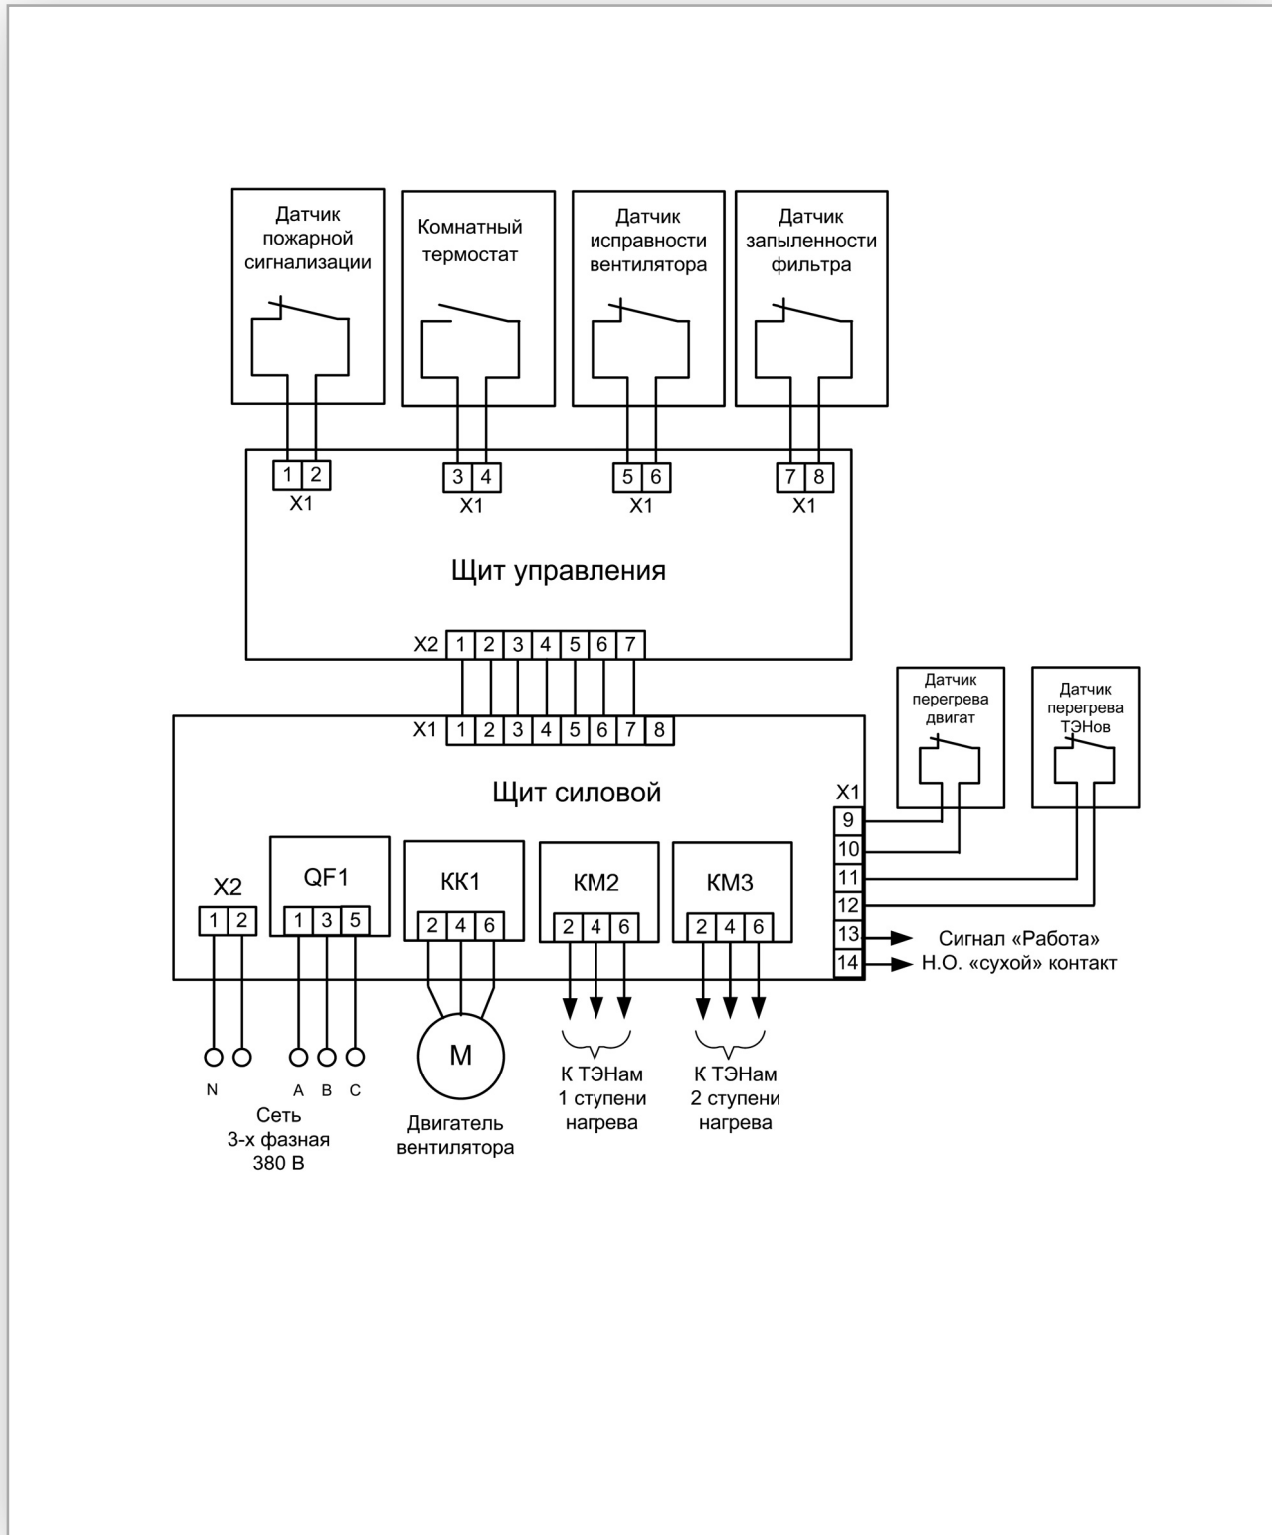 Датчик
пожарной
сигнализации
Комнатный
термостат
Датчик
исправности
вентилятора
Датчик
запыленности
фильтра
1 2
X1
3 4
X1
5 6
X1
7 8
X1
Щит управления
X2 1 2 3 4 5 6 7
X1 1 2 3 4 5 6 7 8
Щит силовой
Датчик
перегрева
двигат
Датчик
перегрева
ТЭНов
X1
9
10
11
12
13
14
Сигнал «Работа»
Н.О. «сухой» контакт
X2
1 2
QF1
1 3 5
КК1
2 4 6
КМ2
2 4 6
КМ3
2 4 6
N
A B C
Сеть
3-х фазная
380 В
М
Двигатель
вентилятора
К ТЭНам
1 ступени
нагрева
К ТЭНам
2 ступени
нагрева